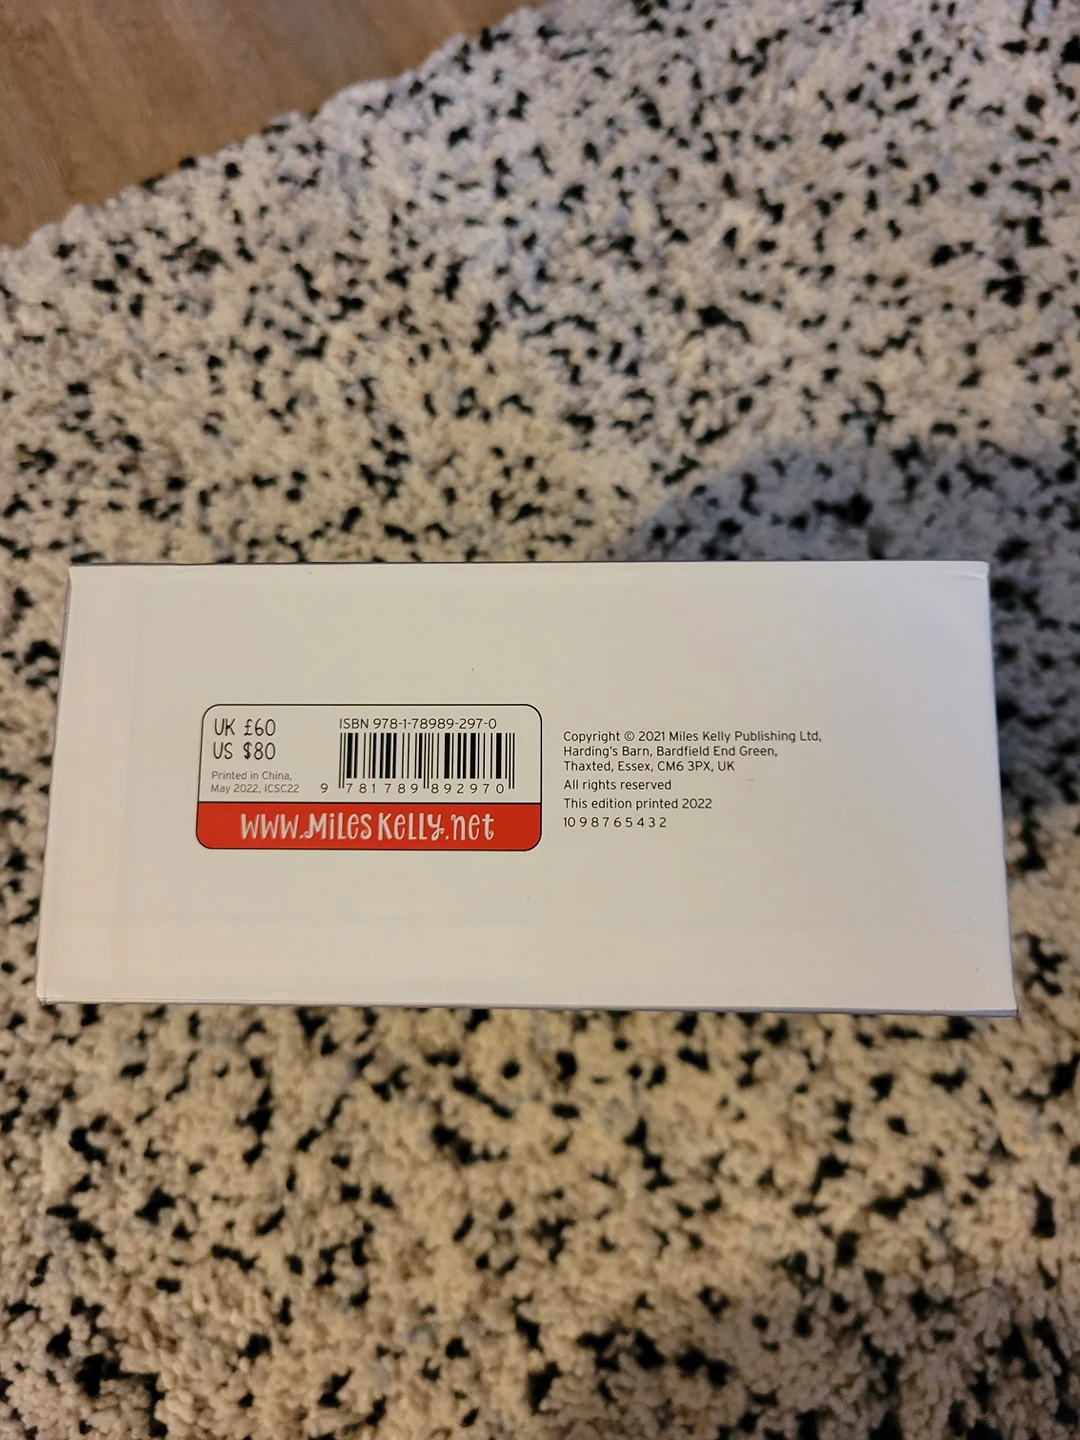 UK £60
US $80
Printed in China,
May 2022, ICSC22
ISBN 978-1-78989-297-0
9 781789 892970
www.MilesKelly.net
Copyright © 2021 Miles Kelly Publishing Ltd,
Harding's Barn, Bardfield End Green,
Thaxted, Essex, CM6 3PX, UK
All rights reserved
This edition printed 2022
10 9 8 7 6 5 4 3 2